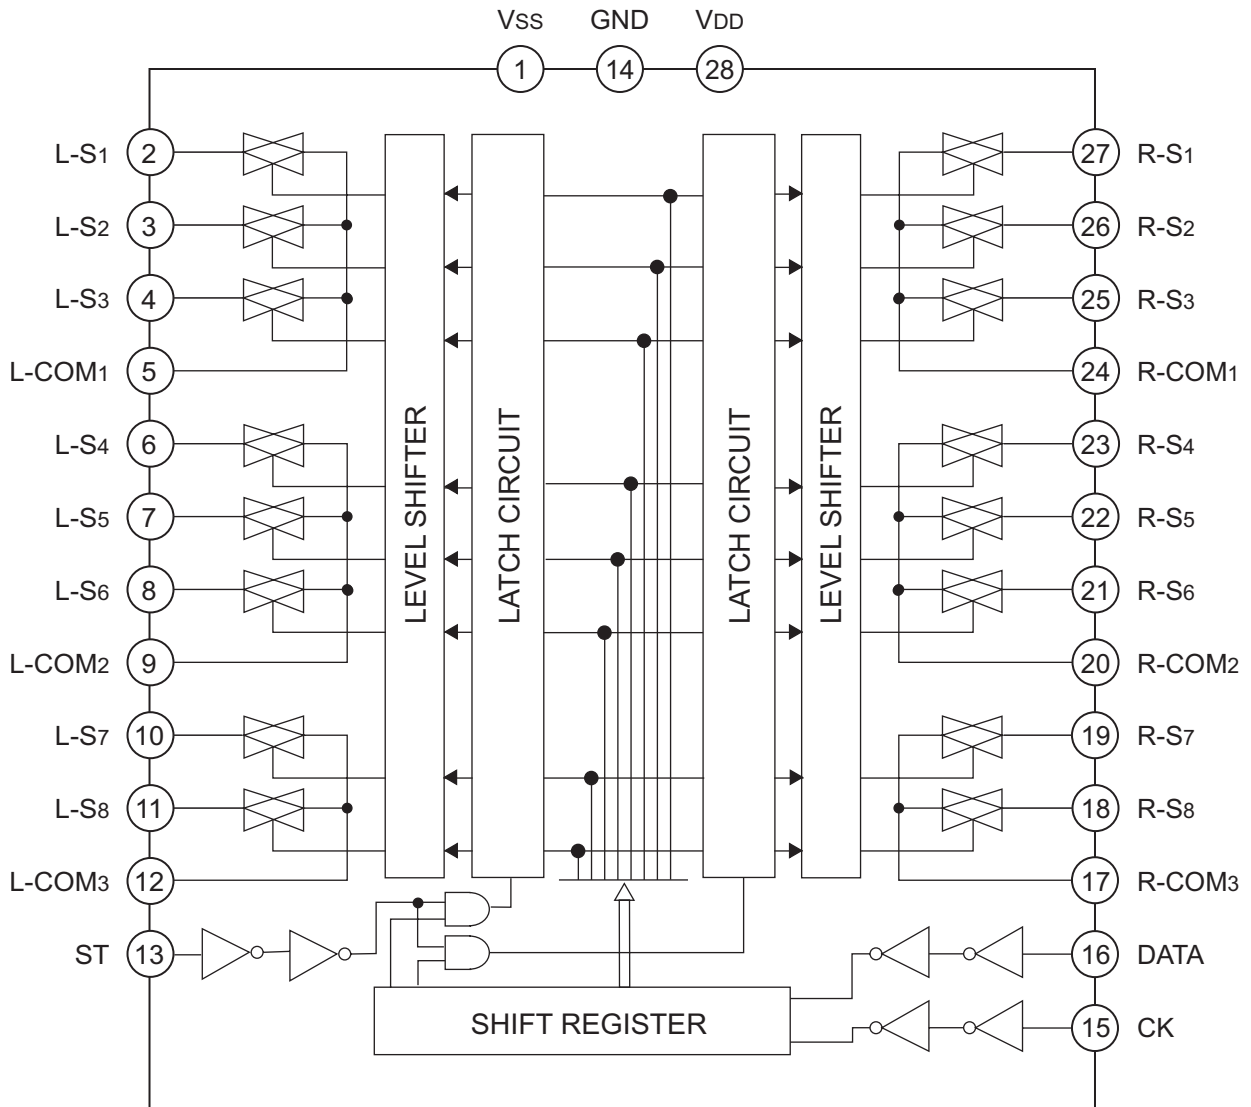 VSS GND VDD
1 14 28
L-S1 2 27 R-S1
L-S2 3 26 R-S2
L-S3 4 25 R-S3
L-COM1 5 24 R-COM1
L-S4 6 23 R-S4
L-S5 7 22 R-S5
L-S6 8 21 R-S6
L-COM2 9 20 R-COM2
L-S7 10 19 R-S7
L-S8 11 18 R-S8
L-COM3 12 17 R-COM3
ST 13 16 DATA
15 CK
LEVEL SHIFTER
LATCH CIRCUIT
LATCH CIRCUIT
LEVEL SHIFTER
SHIFT REGISTER